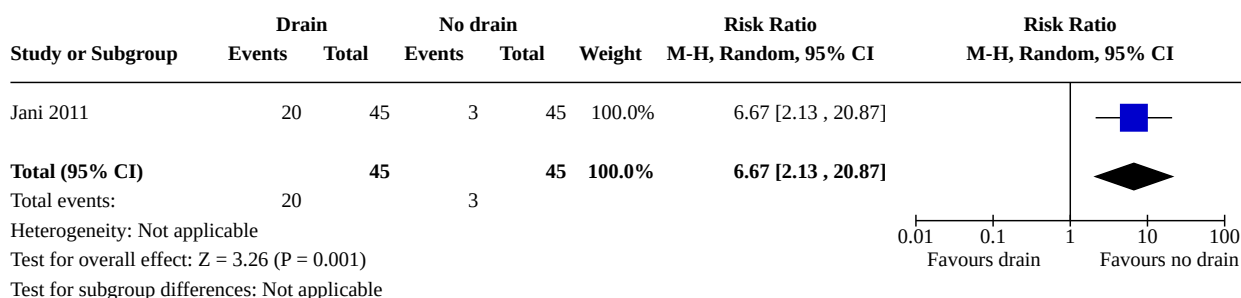 Drain No drain Risk Ratio Risk Ratio
Study or Subgroup Events Total Events Total Weight M-H, Random, 95% CI M-H, Random, 95% CI
Jani 2011 20 45 3 45 100.0% 6.67 [2.13 , 20.87]
Total (95% CI) 45 45 100.0% 6.67 [2.13 , 20.87]
Total events: 20 3
Heterogeneity: Not applicable
0.01 0.1 1 10 100
Test for overall effect: Z = 3.26 (P = 0.001) Favours drain Favours no drain
Test for subgroup differences: Not applicable